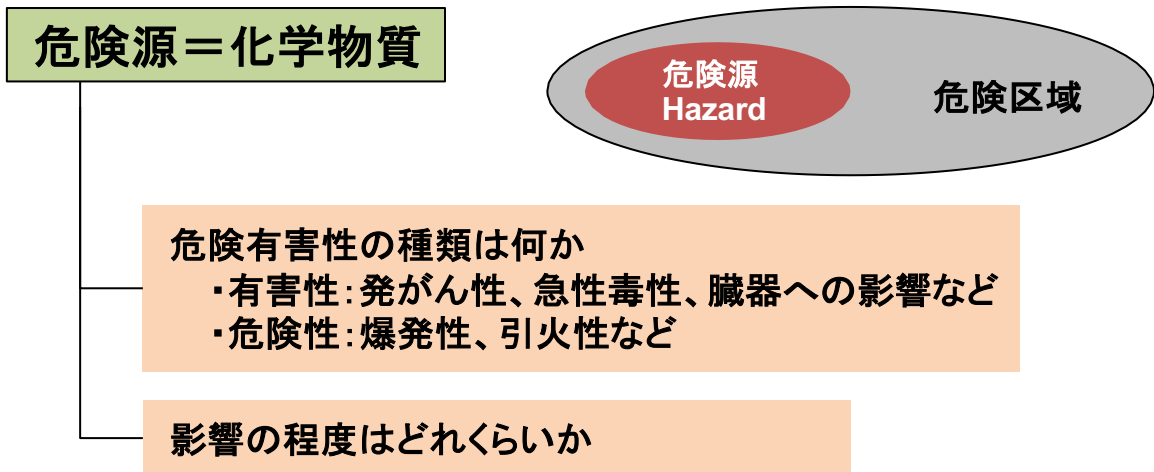 危険源＝化学物質
危険源
Hazard
危険区域
危険有害性の種類は何か
・有害性：発がん性、急性毒性、臓器への影響など
・危険性：爆発性、引火性など
影響の程度はどれくらいか